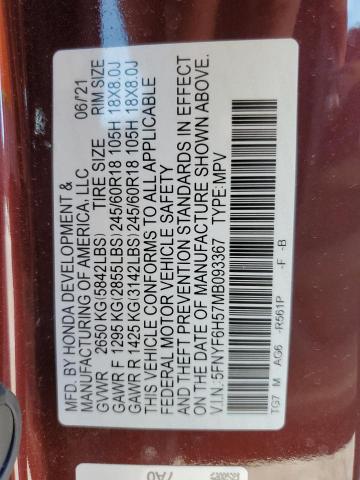 MFD. BY HONDA DEVELOPMENT & 06/21
MANUFACTURING OF AMERICA, LLC
GVWR 2650 KG(5842LBS) TIRE SIZE RIM SIZE
GAWR F 1295 KG(2855LBS)245/60R18 105H 18X8.0J
GAWR R 1425 KG(3142LBS)245/60R18 105H 18X8.0J
THIS VEHICLE CONFORMS TO ALL APPLICABLE
FEDERAL MOTOR VEHICLE SAFETY
AND THEFT PREVENTION STANDARDS IN EFFECT
ON THE DATE OF MANUFACTURE SHOWN ABOVE.
V.I.N.:5FNYF6H57MB093367 TYPE:MPV
TG7 M AG6 -R561P -F -B
7A0